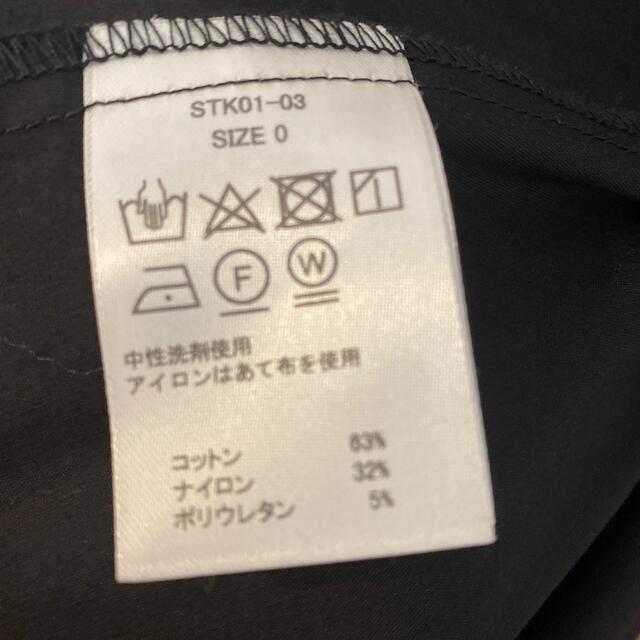 STK01-03
SIZE 0
F W
中性洗剤使用
アイロンはあて布を使用
コットン 63%
ナイロン 32%
ポリウレタン 5%